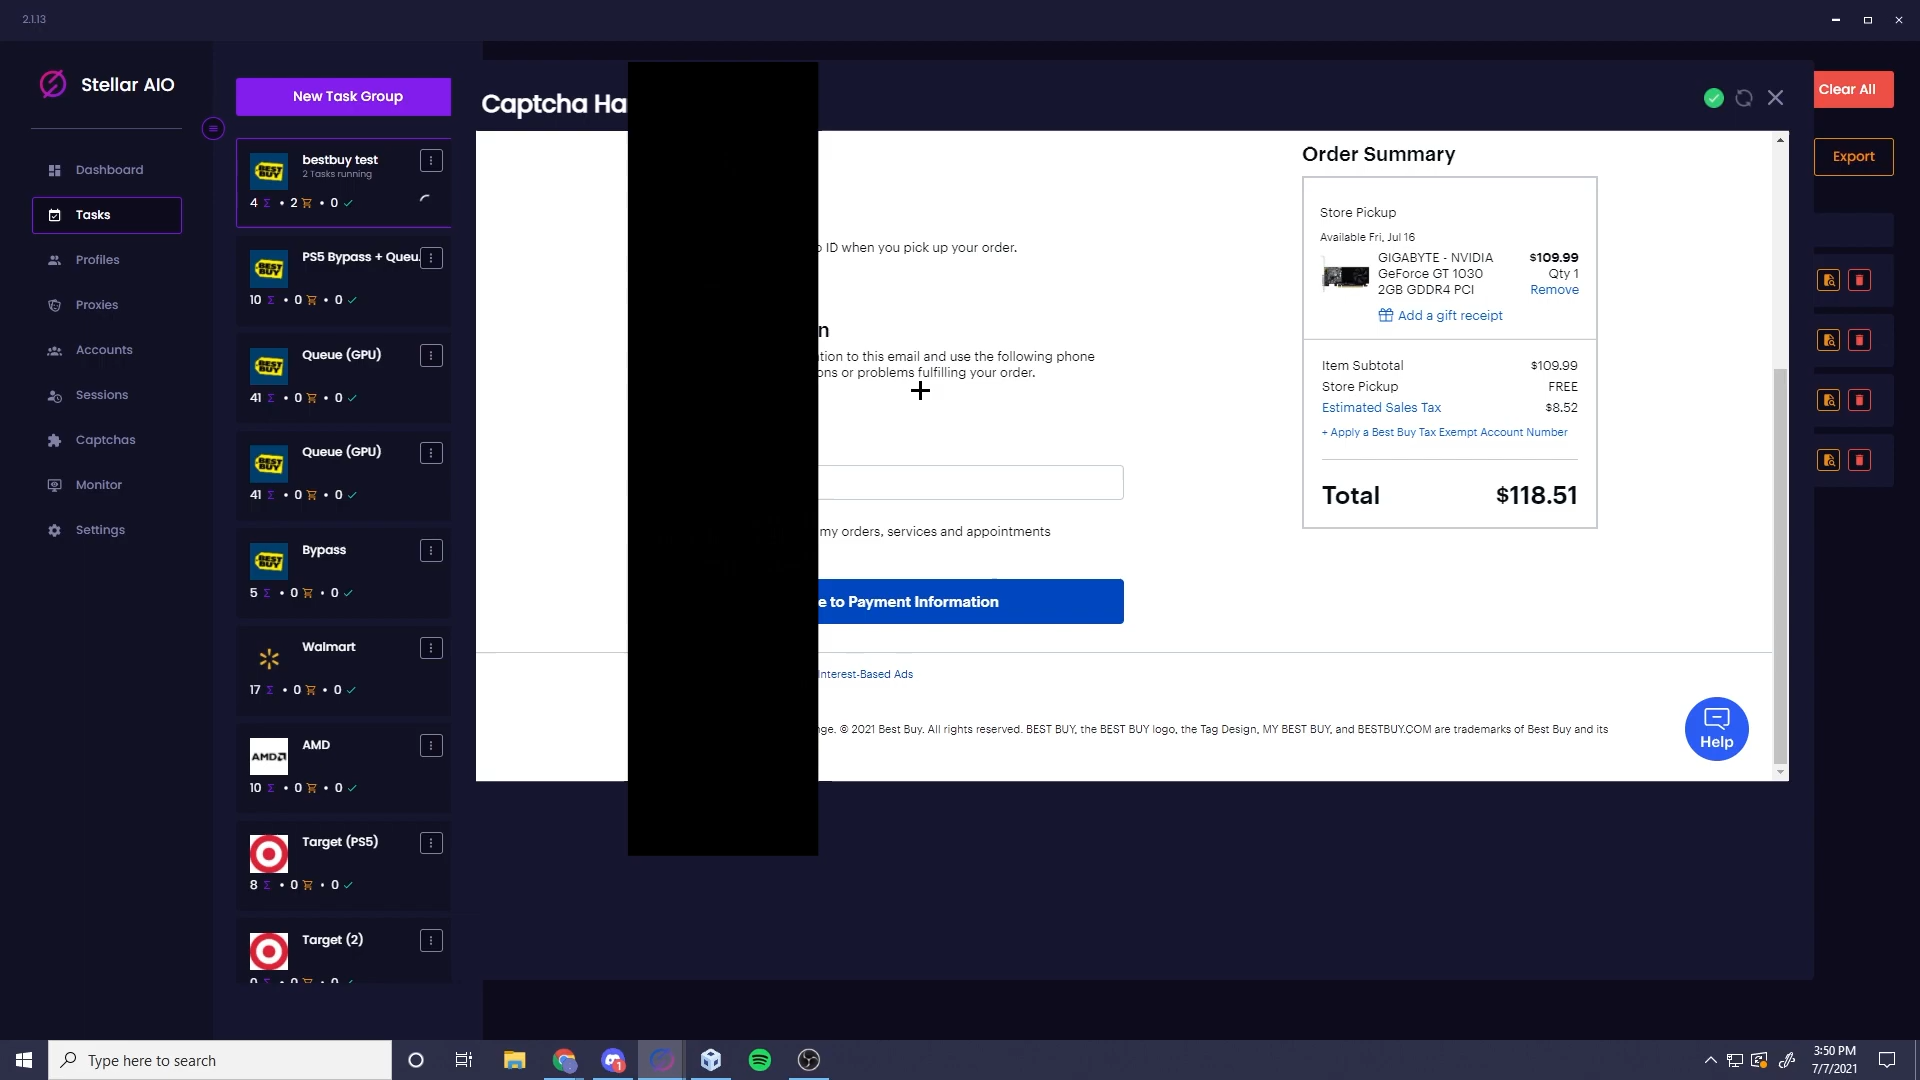 2.1.13
Stellar AIO
Dashboard
Tasks
Profiles
Proxies
Accounts
Sessions
Captchas
Monitor
Settings
New Task Group
bestbuy test
2 Tasks running
4 Σ • 2 • 0 ✓
PS5 Bypass + Queu
10 Σ • 0 • 0 ✓
Queue (GPU)
41 Σ • 0 • 0 ✓
Queue (GPU)
41 Σ • 0 • 0 ✓
Bypass
5 Σ • 0 • 0 ✓
Walmart
17 Σ • 0 • 0 ✓
AMD
AMD
10 Σ • 0 • 0 ✓
Target (PS5)
8 Σ • 0 • 0 ✓
Target (2)
Captcha Ha
ID when you pick up your order.
n
tion to this email and use the following phone
ons or problems fulfilling your order.
my orders, services and appointments
e to Payment Information
Interest-Based Ads
nge. © 2021 Best Buy. All rights reserved. BEST BUY, the BEST BUY logo, the Tag Design, MY BEST BUY, and BESTBUY.COM are trademarks of Best Buy and its
Order Summary
Store Pickup
Available Fri, Jul 16
GIGABYTE - NVIDIA $109.99
GeForce GT 1030 Qty 1
2GB GDDR4 PCI Remove
Add a gift receipt
Item Subtotal $109.99
Store Pickup FREE
Estimated Sales Tax $8.52
+ Apply a Best Buy Tax Exempt Account Number
Total $118.51
Help
Clear All
Export
Type here to search
1
3:50 PM
7/7/2021